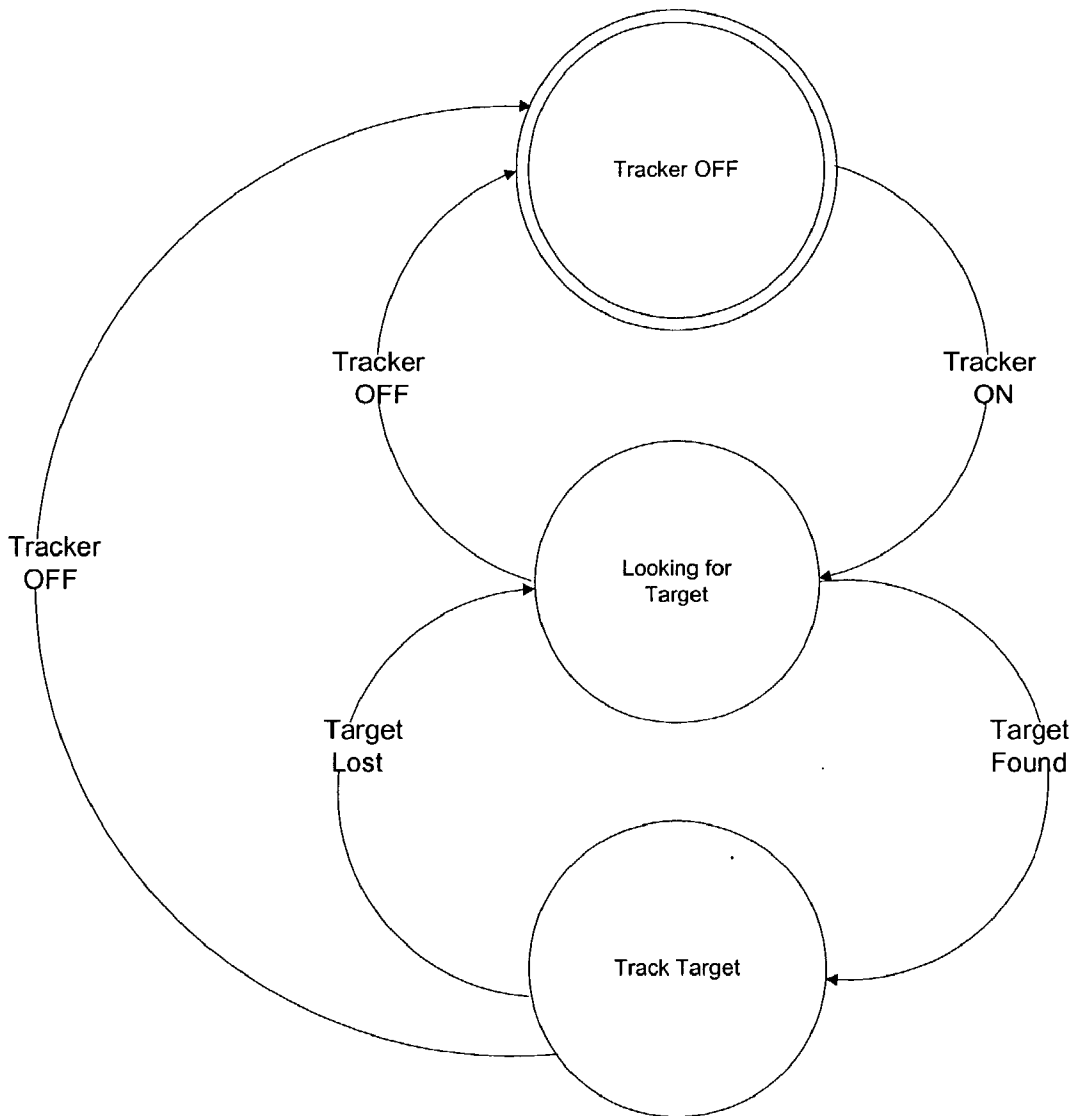 Tracker OFF
Tracker
OFF
Tracker
ON
Tracker
OFF
Looking for
Target
Target
Lost
Target
Found
Track Target